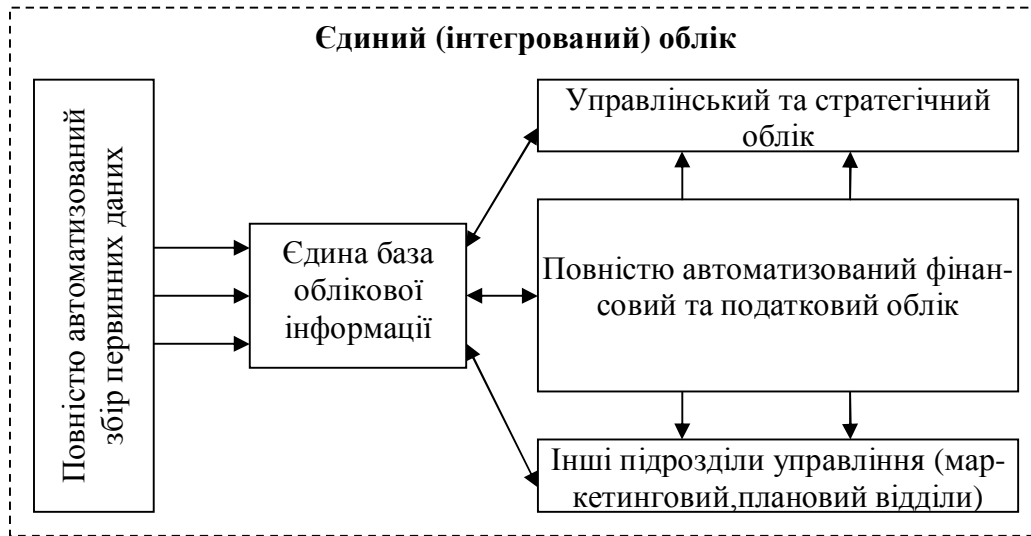 Єдиний (інтегрований) облік
Повністю автоматизований
збір первинних даних
Єдина база
облікової
інформації
Управлінський та стратегічний
облік
Повністю автоматизований фінан-
совий та податковий облік
Інші підрозділи управління (мар-
кетинговий,плановий відділи)